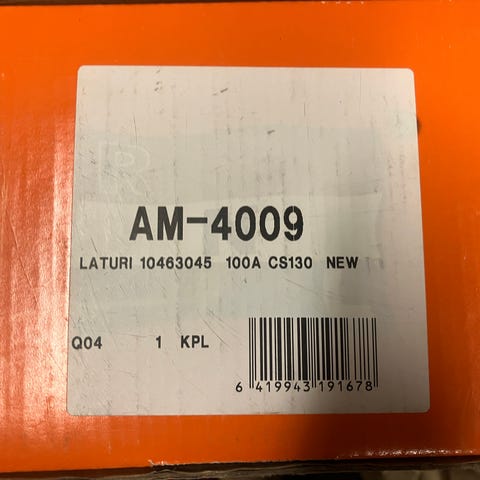 R
AM-4009
LATURI 10463045 100A CS130 NEW
Q04 1 KPL
6 419943 191678